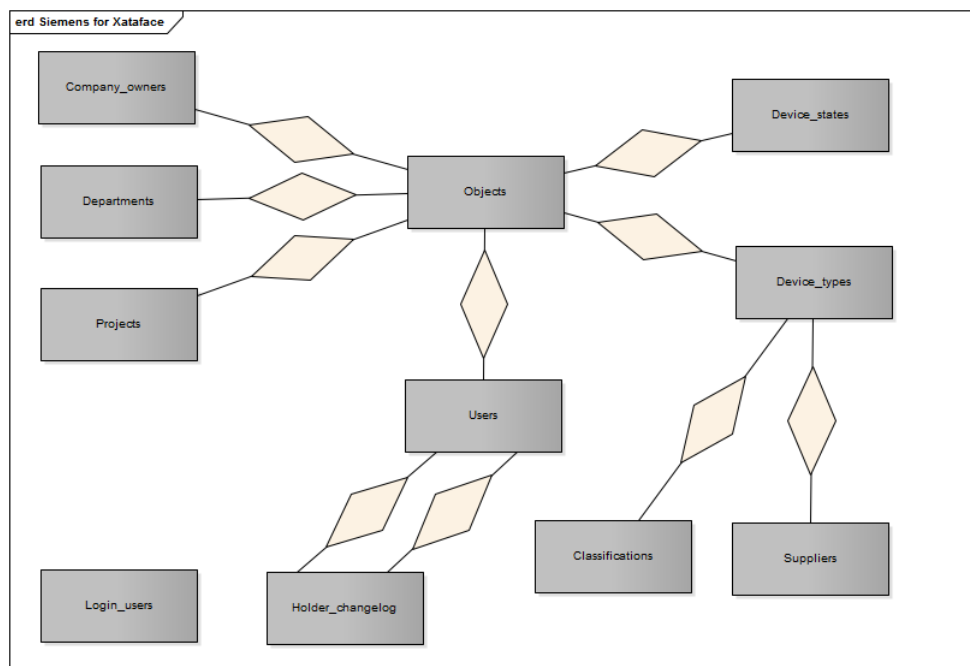 erd Siemens for Xataface
Company_owners
Device_states
Departments
Objects
Projects
Device_types
Users
Classifications
Suppliers
Login_users
Holder_changelog